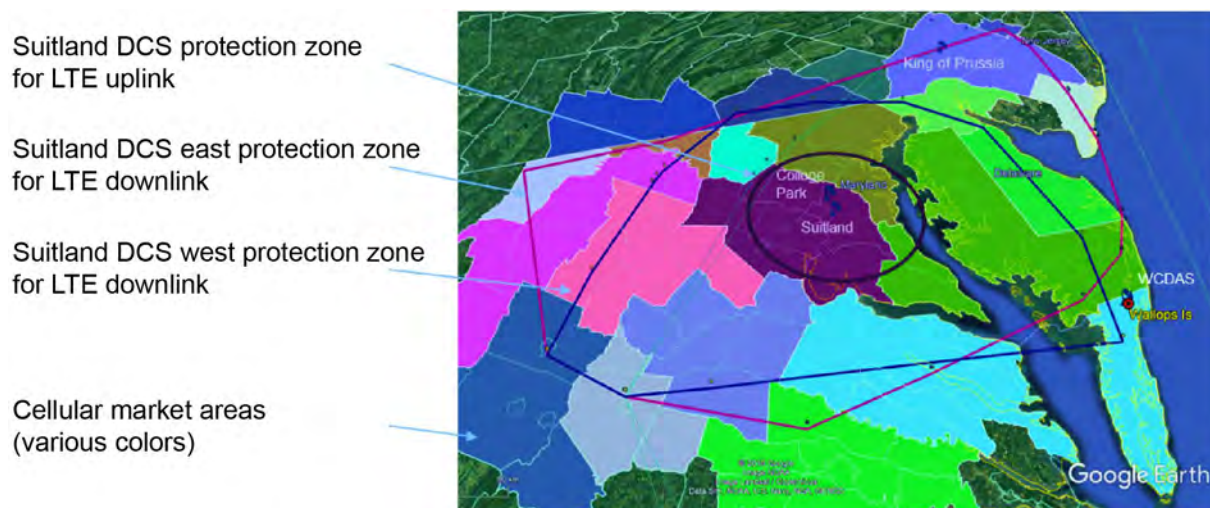 Suitland DCS protection zone
for LTE uplink
Suitland DCS east protection zone
for LTE downlink
Suitland DCS west protection zone
for LTE downlink
Cellular market areas
(various colors)
King of Prussia
College
Park
Maryland
Delaware
Suitland
WCDAS
Wallops Is
Google Earth